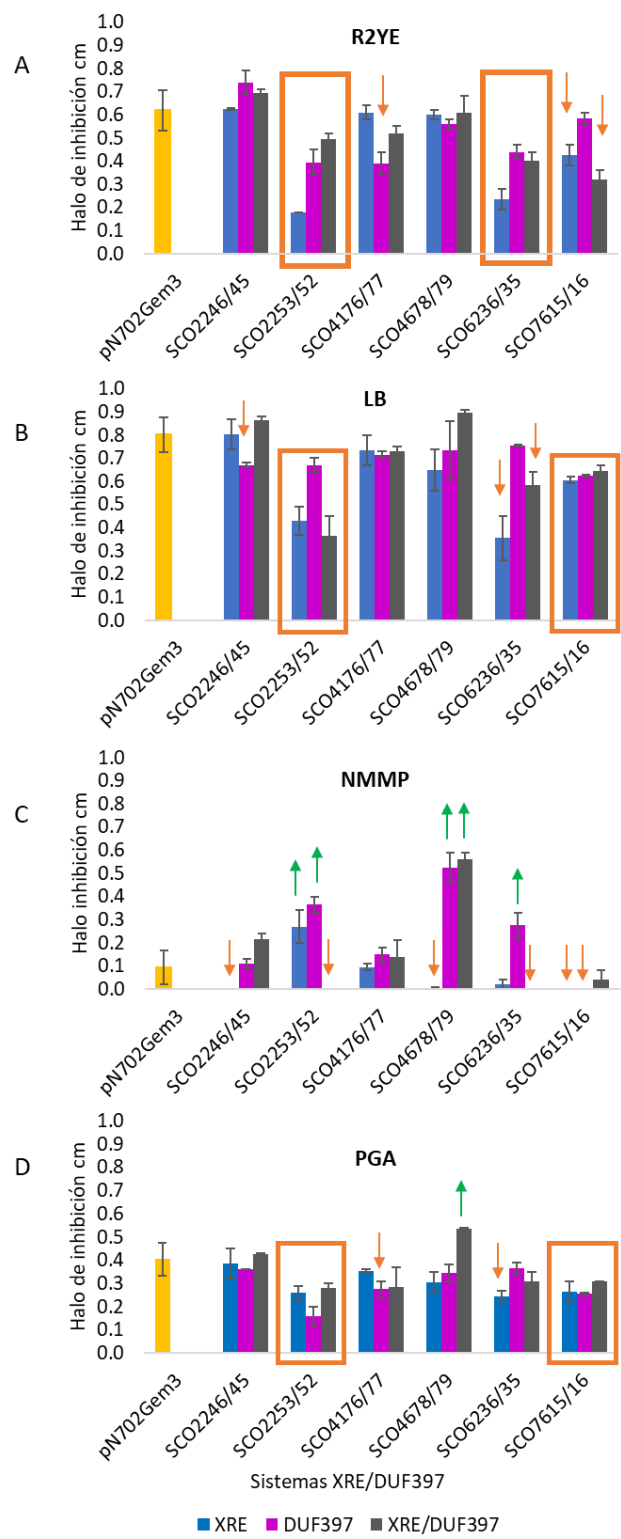 A
R2YE
Halo de inhibición cm
1.0
0.9
0.8
0.7
0.6
0.5
0.4
0.3
0.2
0.1
0.0
pN702Gem3
SCO2246/45
SCO2253/52
SCO4176/77
SCO4678/79
SCO6236/35
SCO7615/16
B
LB
Halo de inhibición cm
1.0
0.9
0.8
0.7
0.6
0.5
0.4
0.3
0.2
0.1
0.0
pN702Gem3
SCO2246/45
SCO2253/52
SCO4176/77
SCO4678/79
SCO6236/35
SCO7615/16
C
NMMP
Halo inhibición cm
1.0
0.9
0.8
0.7
0.6
0.5
0.4
0.3
0.2
0.1
0.0
pN702Gem3
SCO2246/45
SCO2253/52
SCO4176/77
SCO4678/79
SCO6236/35
SCO7615/16
D
PGA
Halo de inhibición cm
1.0
0.9
0.8
0.7
0.6
0.5
0.4
0.3
0.2
0.1
0.0
pN702Gem3
SCO2246/45
SCO2253/52
SCO4176/77
SCO4678/79
SCO6236/35
SCO7615/16
Sistemas XRE/DUF397
XRE DUF397 XRE/DUF397